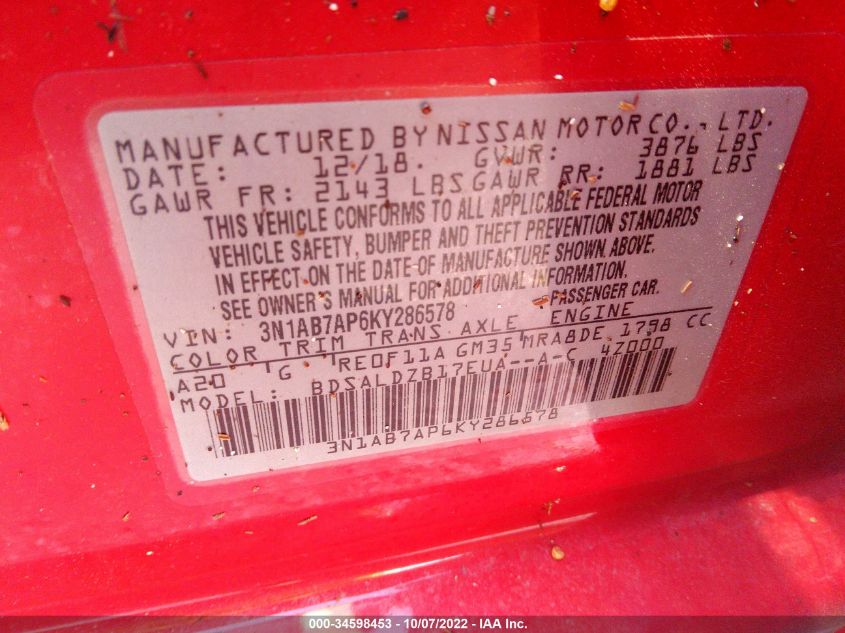 MANUFACTURED BY NISSAN MOTOR CO., LTD.
DATE: 12/18. GVWR: 3876 LBS
GAWR FR: 2143 LBS GAWR RR: 1881 LBS
THIS VEHICLE CONFORMS TO ALL APPLICABLE FEDERAL MOTOR
VEHICLE SAFETY, BUMPER AND THEFT PREVENTION STANDARDS
IN EFFECT ON THE DATE OF MANUFACTURE SHOWN ABOVE.
SEE OWNER'S MANUAL FOR ADDITIONAL INFORMATION.
VIN: 3N1AB7AP6KY286578 PASSENGER CAR.
COLOR TRIM TRANS AXLE ENGINE
A20 G RE0F11A GM35 MRA8DE 1798 CC
MODEL: BDSALDZB17EUA--A-C 4Z000
3N1AB7AP6KY286578
000-34598453 - 10/07/2022 - IAA Inc.